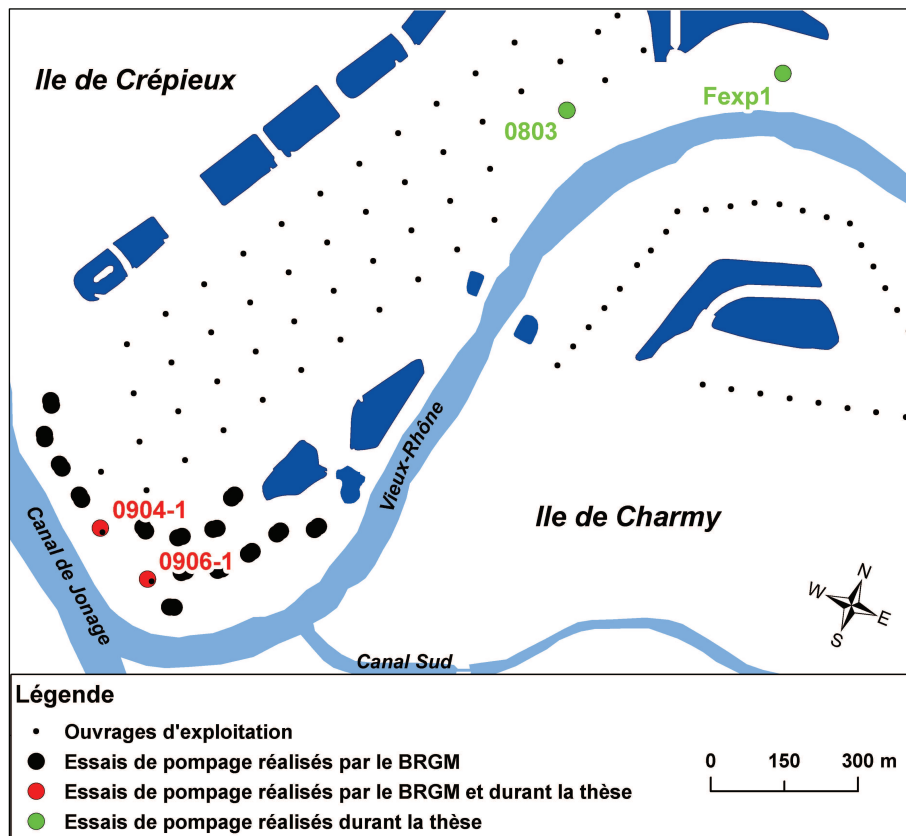 Ile de Crépieux
Fexp1
0803
Vieux-Rhône
0904-1
Ile de Charmy
0906-1
Canal de Jonage
N
W
E
S
Canal Sud
Légende
Ouvrages d'exploitation
Essais de pompage réalisés par le BRGM
0 150 300 m
Essais de pompage réalisés par le BRGM et durant la thèse
Essais de pompage réalisés durant la thèse